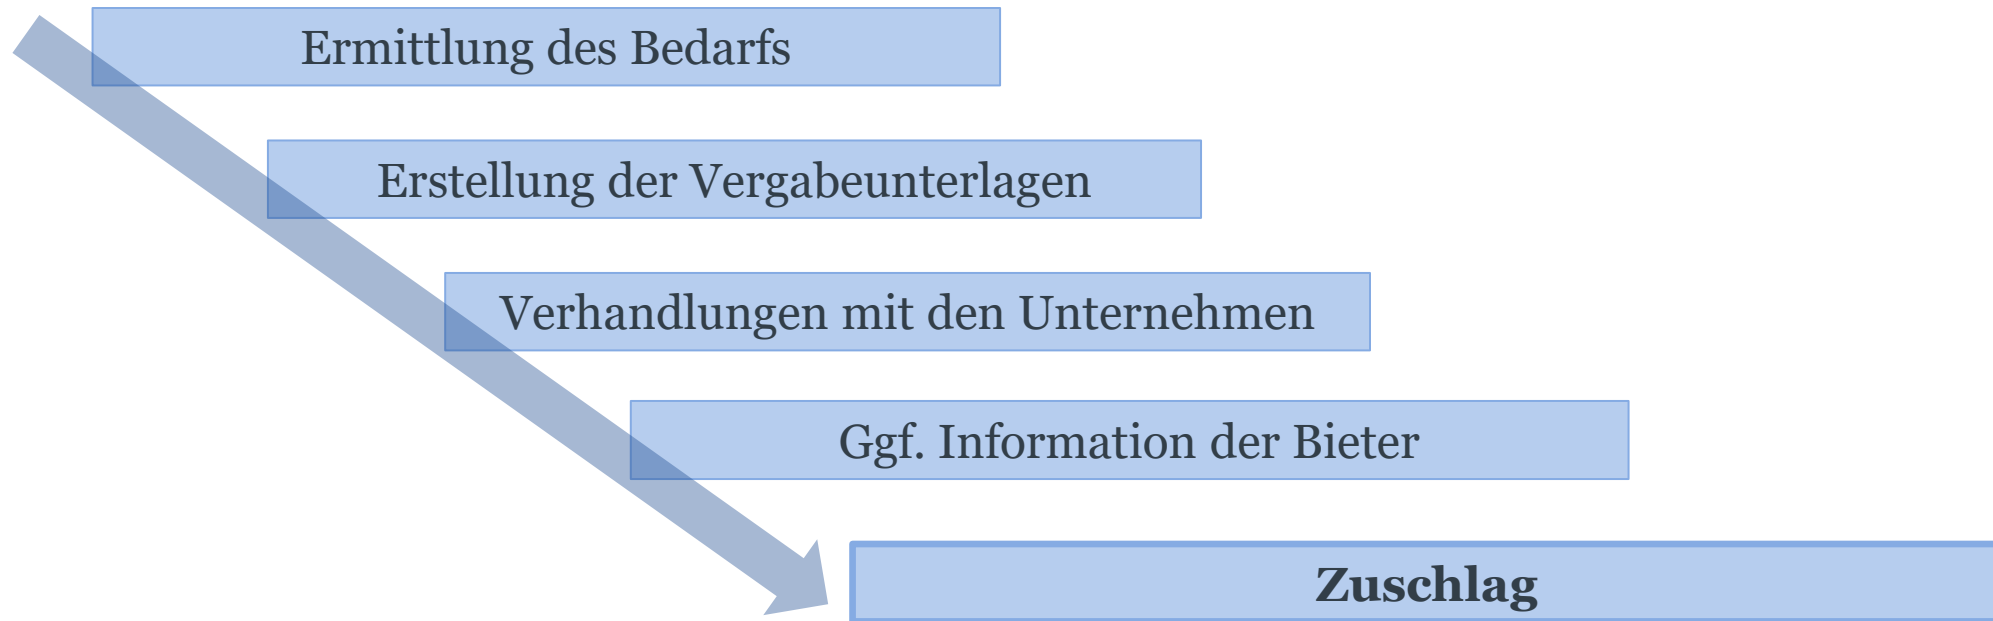 Ermittlung des Bedarfs
Erstellung der Vergabeunterlagen
Verhandlungen mit den Unternehmen
Ggf. Information der Bieter
Zuschlag